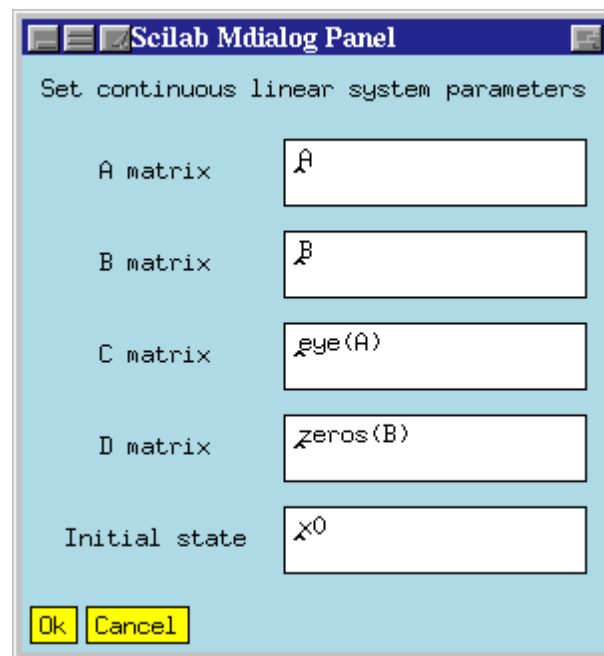 Scilab Mdialog Panel
Set continuous linear system parameters
A matrix A
B matrix B
C matrix eye(A)
D matrix zeros(B)
Initial state x0
Ok Cancel